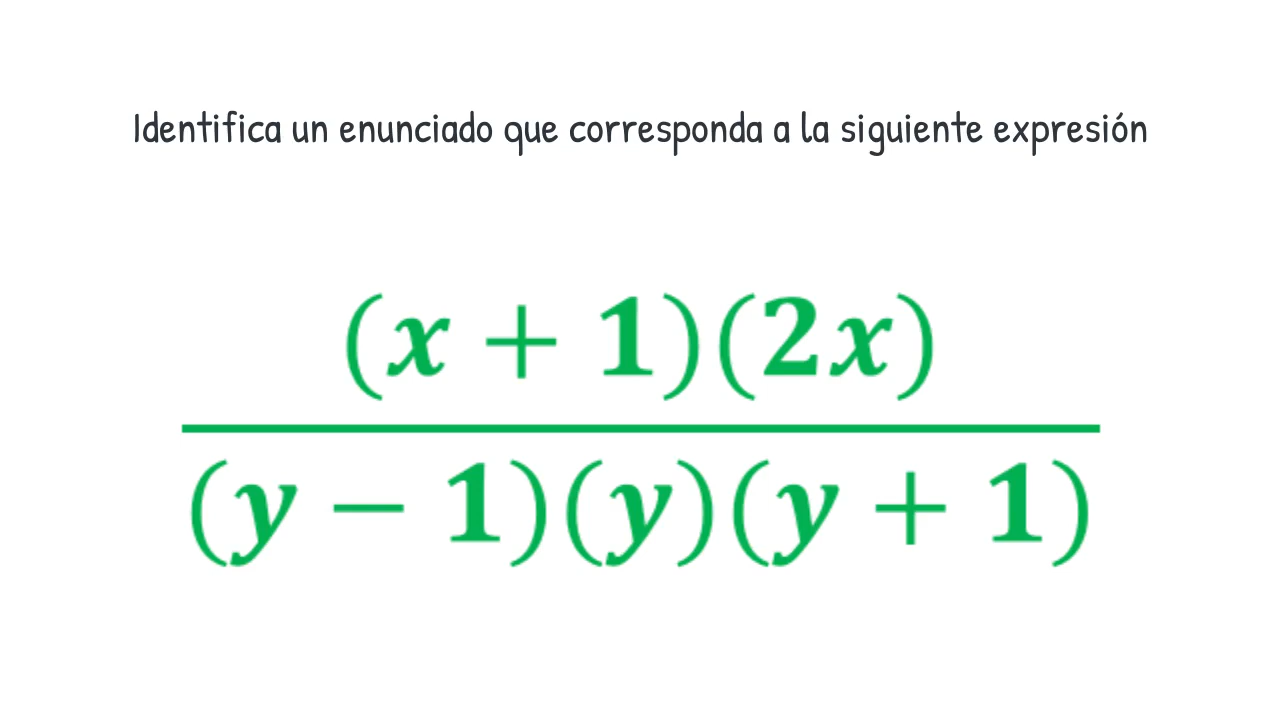 Identifica un enunciado que corresponda a la siguiente expresión
(x + 1)(2x)
(y − 1)(y)(y + 1)